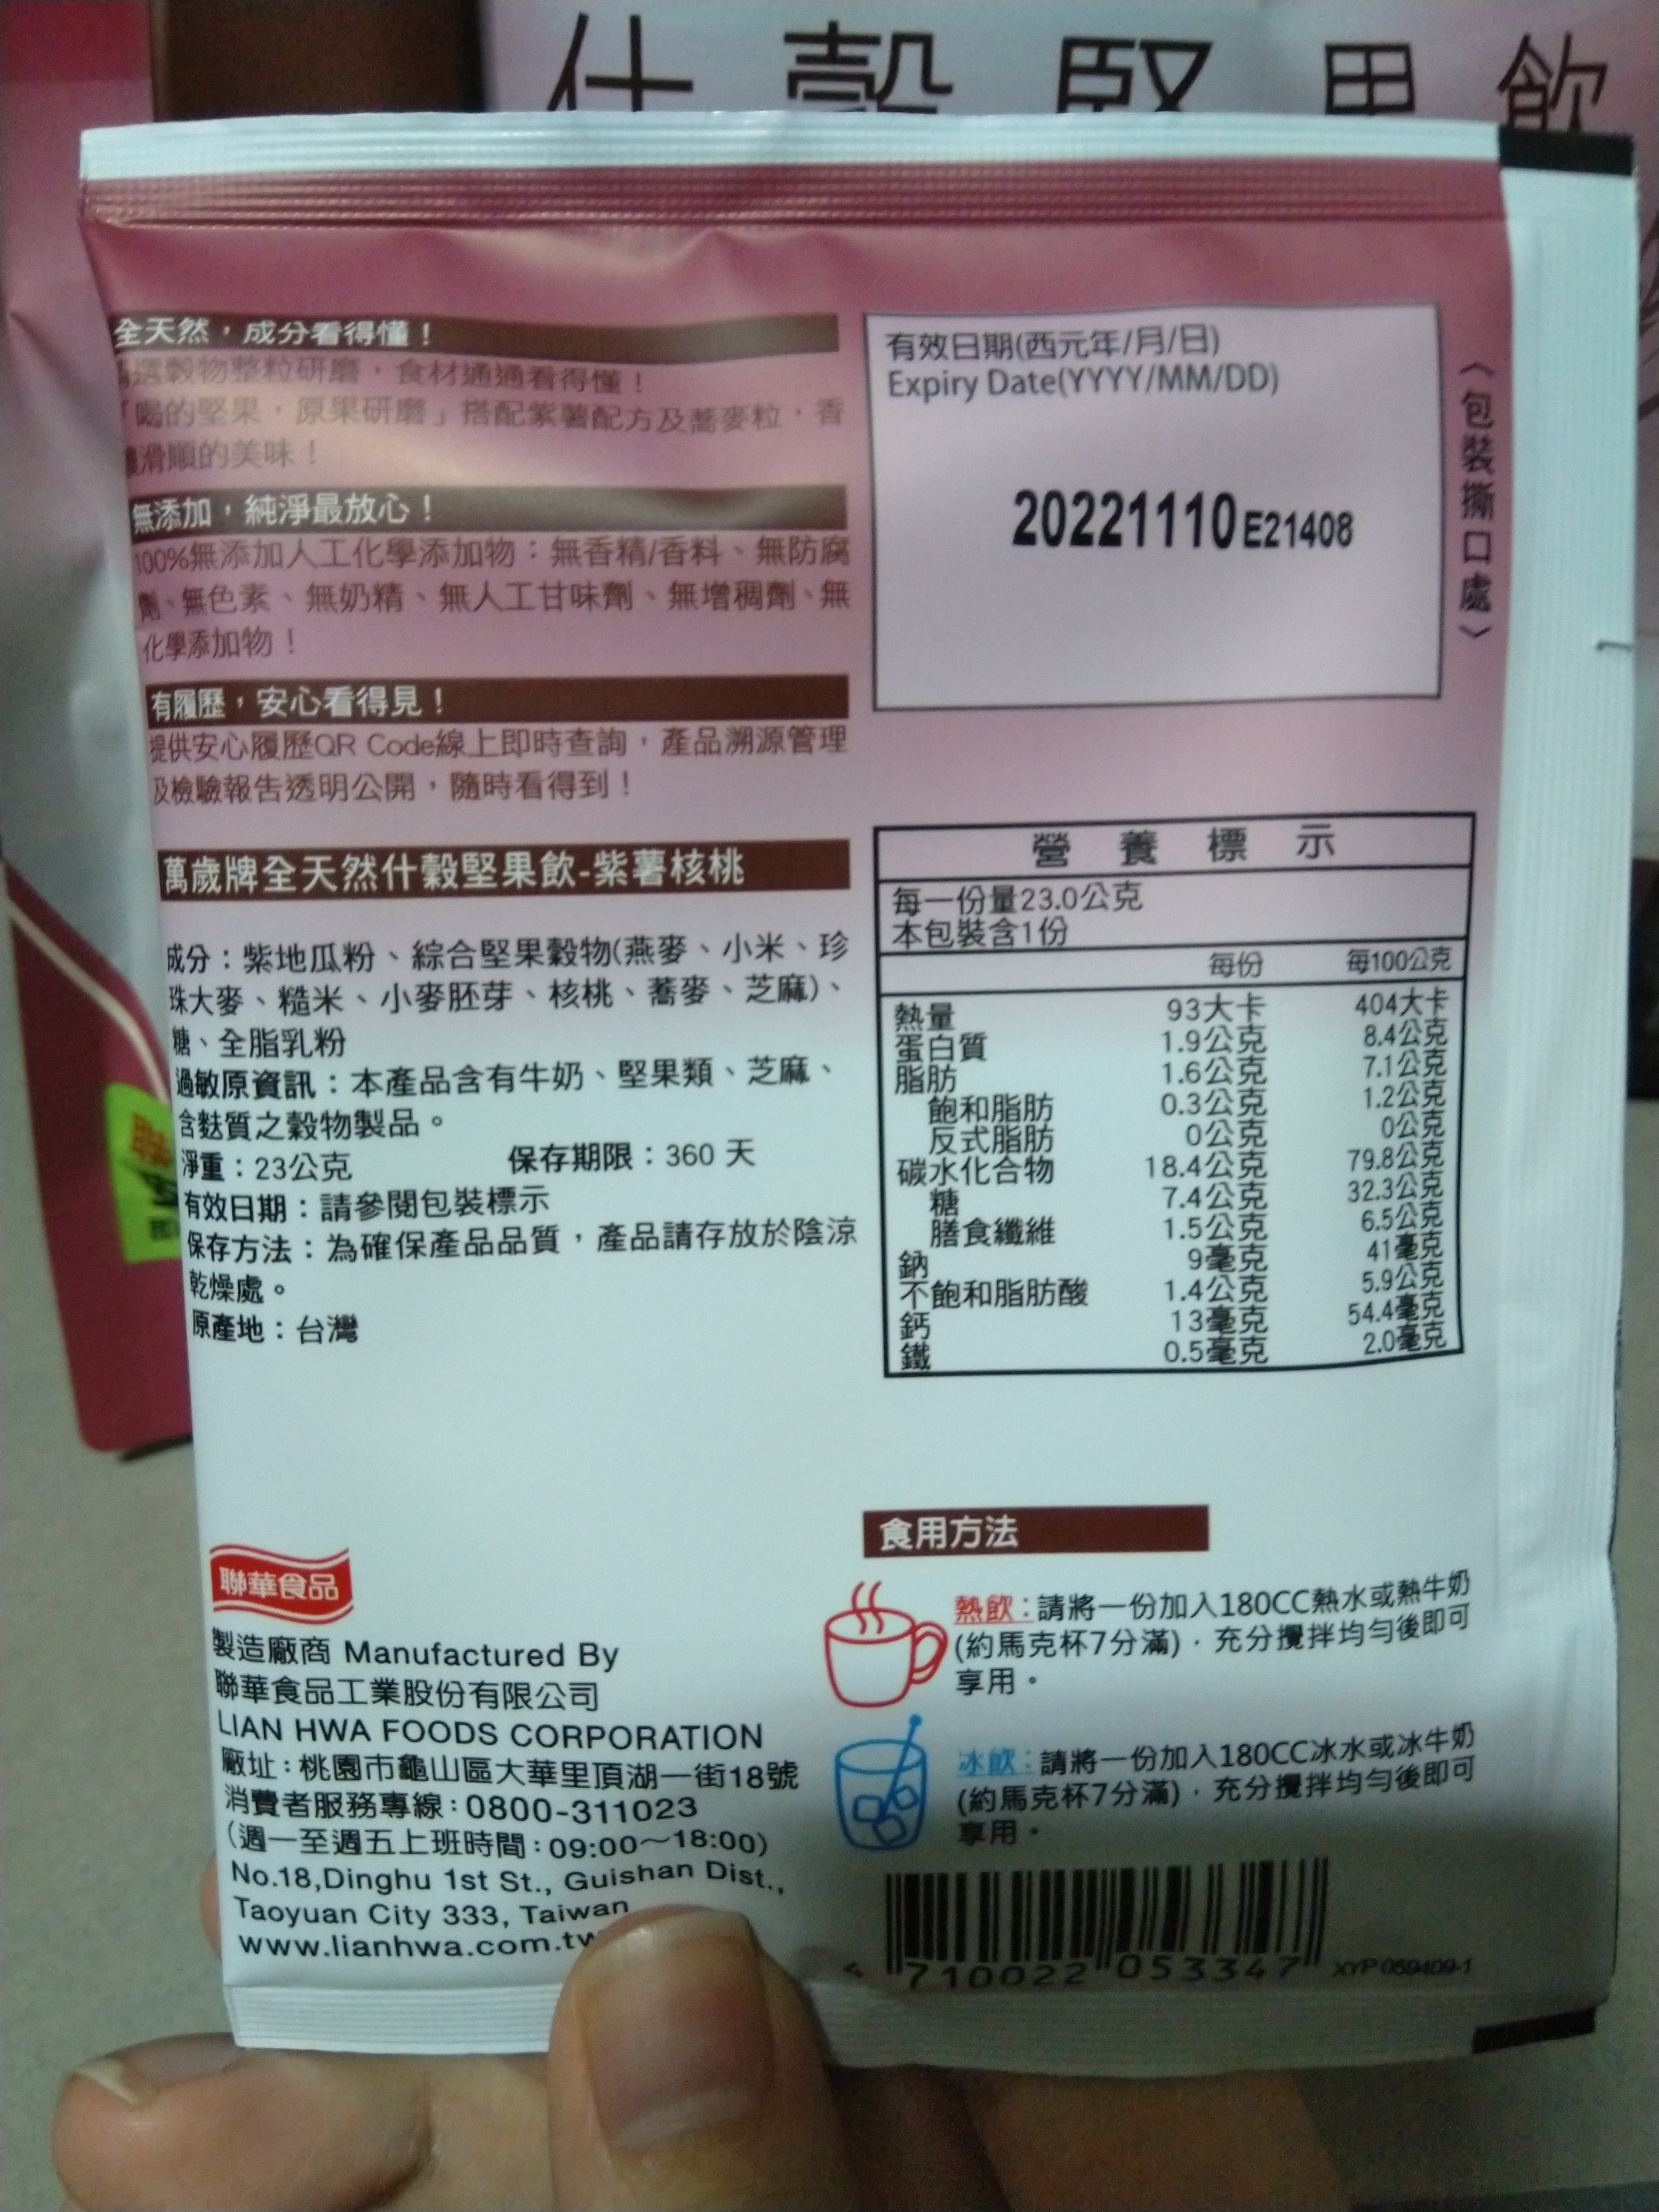 什穀堅果飲
全天然，成分看得懂！
選穀物整粒研磨，食材通通看得懂！
「喝的堅果，原果研磨」搭配紫薯配方及蕎麥粒，香
滑順的美味！
無添加，純淨最放心！
100%無添加人工化學添加物：無香精/香料、無防腐
劑、無色素、無奶精、無人工甘味劑、無增稠劑、無
化學添加物！
有履歷，安心看得見！
提供安心履歷QR Code線上即時查詢，產品溯源管理
及檢驗報告透明公開，隨時看得到！
萬歲牌全天然什穀堅果飲-紫薯核桃
成分：紫地瓜粉、綜合堅果穀物(燕麥、小米、珍
珠大麥、糙米、小麥胚芽、核桃、蕎麥、芝麻)、
糖、全脂乳粉
過敏原資訊：本產品含有牛奶、堅果類、芝麻、
含麩質之穀物製品。
淨重：23公克 保存期限：360 天
有效日期：請參閱包裝標示
保存方法：為確保產品品質，產品請存放於陰涼
乾燥處。
原產地：台灣
聯華食品
製造廠商 Manufactured By
聯華食品工業股份有限公司
LIAN HWA FOODS CORPORATION
廠址：桃園市龜山區大華里頂湖一街18號
消費者服務專線：0800-311023
(週一至週五上班時間：09:00～18:00)
No.18,Dinghu 1st St., Guishan Dist.,
Taoyuan City 333, Taiwan
www.lianhwa.com.tw
有效日期(西元年/月/日)
Expiry Date(YYYY/MM/DD)
20221110 E21408
〈包裝撕口處〉
營養標示
每一份量23.0公克
本包裝含1份
每份 每100公克
熱量 93大卡 404大卡
蛋白質 1.9公克 8.4公克
脂肪 1.6公克 7.1公克
飽和脂肪 0.3公克 1.2公克
反式脂肪 0公克 0公克
碳水化合物 18.4公克 79.8公克
糖 7.4公克 32.3公克
膳食纖維 1.5公克 6.5公克
鈉 9毫克 41毫克
不飽和脂肪酸 1.4公克 5.9公克
鈣 13毫克 54.4毫克
鐵 0.5毫克 2.0毫克
食用方法
熱飲：請將一份加入180CC熱水或熱牛奶
(約馬克杯7分滿)，充分攪拌均勻後即可
享用。
冰飲：請將一份加入180CC冰水或冰牛奶
(約馬克杯7分滿)，充分攪拌均勻後即可
享用。
4 710022 053347 XYP 059409-1